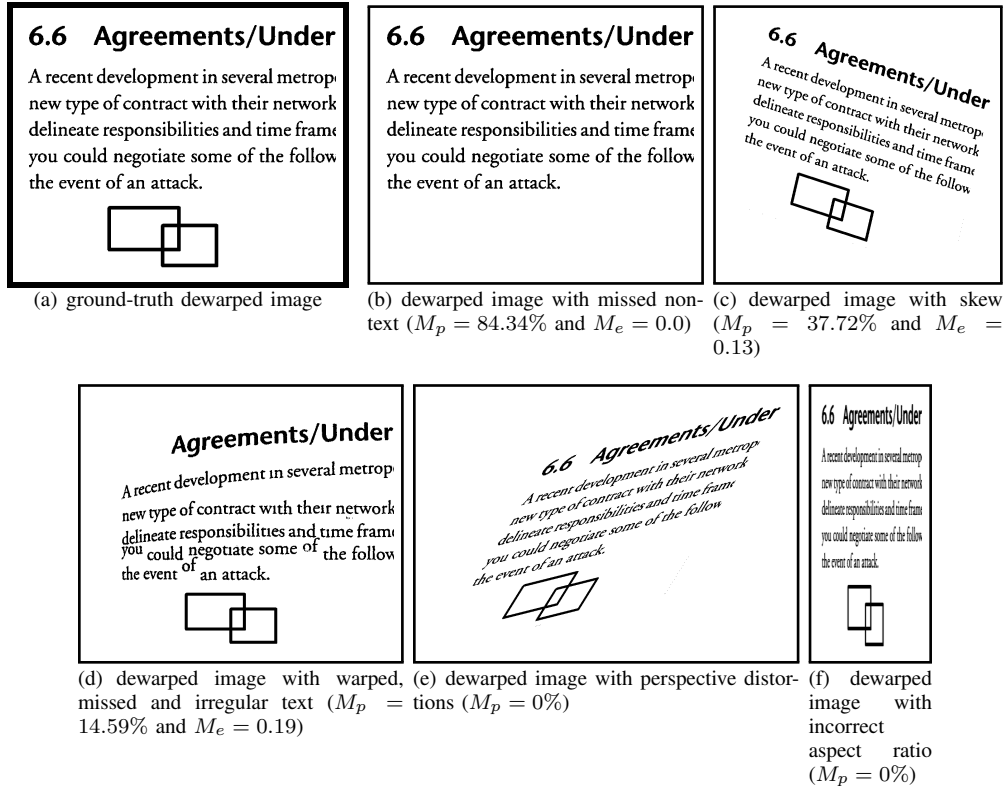 6.6 Agreements/Under
A recent development in several metrop
new type of contract with their network
delineate responsibilities and time frame
you could negotiate some of the follow
the event of an attack.
(a) ground-truth dewarped image
6.6 Agreements/Under
A recent development in several metrop
new type of contract with their network
delineate responsibilities and time frame
you could negotiate some of the follow
the event of an attack.
(b) dewarped image with missed non-
text (Mp = 84.34% and Me = 0.0)
6.6 Agreements/Under
A recent development in several metrop
new type of contract with their network
delineate responsibilities and time frame
you could negotiate some of the follow
the event of an attack.
(c) dewarped image with skew
(Mp = 37.72% and Me =
0.13)
Agreements/Under
A recent development in several metrop
new type of contract with their network
delineate responsibilities and time frame
you could negotiate some of the follow
the event of an attack.
(d) dewarped image with warped,
missed and irregular text (Mp =
14.59% and Me = 0.19)
6.6 Agreements/Under
A recent development in several metrop
new type of contract with their network
delineate responsibilities and time frame
you could negotiate some of the follow
the event of an attack.
(e) dewarped image with perspective distor-
tions (Mp = 0%)
6.6 Agreements/Under
A recent development in several metrop
new type of contract with their network
delineate responsibilities and time frame
you could negotiate some of the follow
the event of an attack.
(f) dewarped
image with
incorrect
aspect ratio
(Mp = 0%)